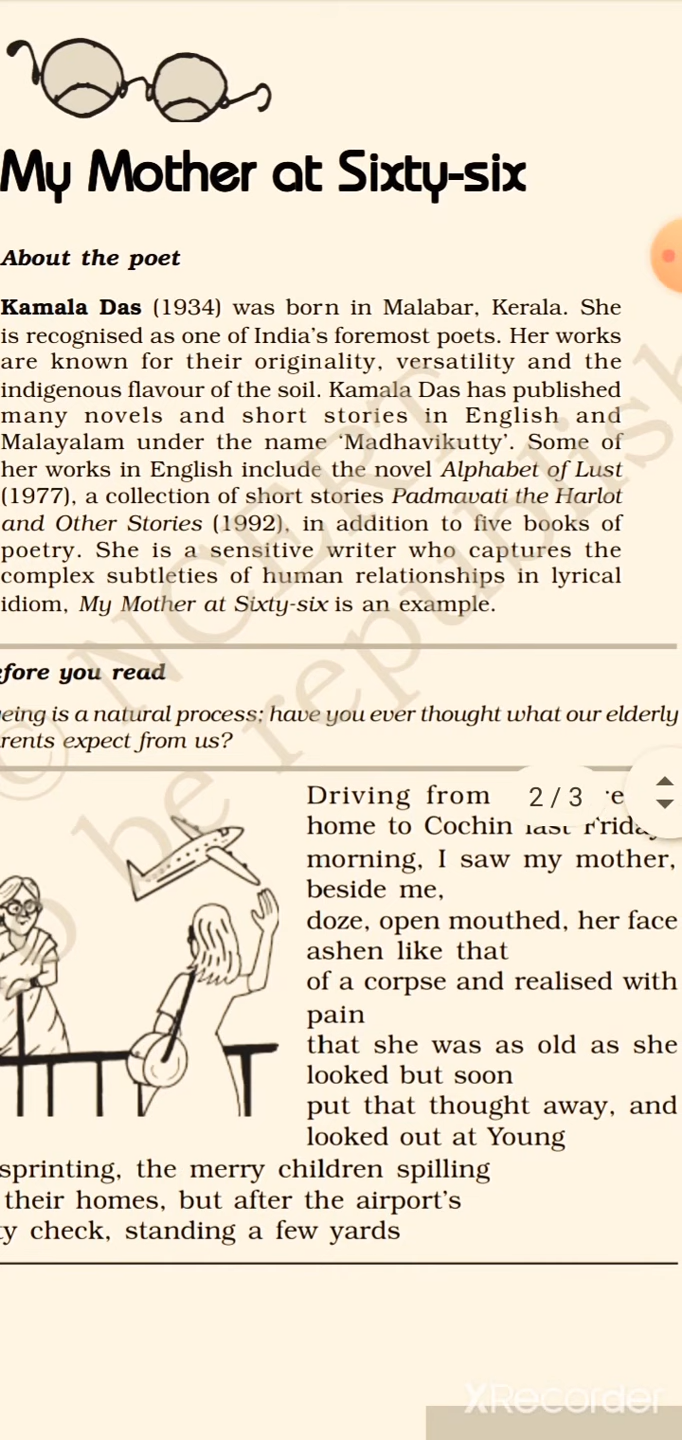 My Mother at Sixty-six
About the poet
Kamala Das (1934) was born in Malabar, Kerala. She
is recognised as one of India's foremost poets. Her works
are known for their originality, versatility and the
indigenous flavour of the soil. Kamala Das has published
many novels and short stories in English and
Malayalam under the name 'Madhavikutty'. Some of
her works in English include the novel Alphabet of Lust
(1977), a collection of short stories Padmavati the Harlot
and Other Stories (1992), in addition to five books of
poetry. She is a sensitive writer who captures the
complex subtleties of human relationships in lyrical
idiom, My Mother at Sixty-six is an example.
efore you read
eing is a natural process; have you ever thought what our elderly
rents expect from us?
Driving from
2/3
home to Cochin last Friday
morning, I saw my mother,
beside me,
doze, open mouthed, her face
ashen like that
of a corpse and realised with
pain
that she was as old as she
looked but soon
put that thought away, and
looked out at Young
sprinting, the merry children spilling
their homes, but after the airport's
ty check, standing a few yards
© NCERT
be republish
XRecorder